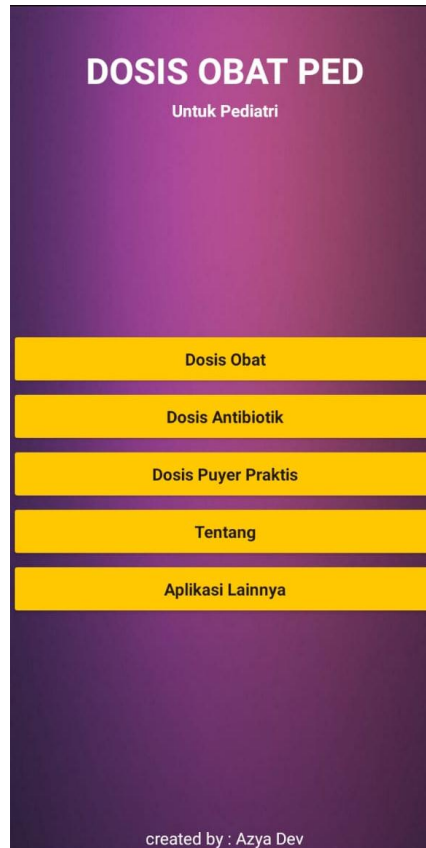 DOSIS OBAT PED
Untuk Pediatri
Dosis Obat
Dosis Antibiotik
Dosis Puyer Praktis
Tentang
Aplikasi Lainnya
created by : Azya Dev